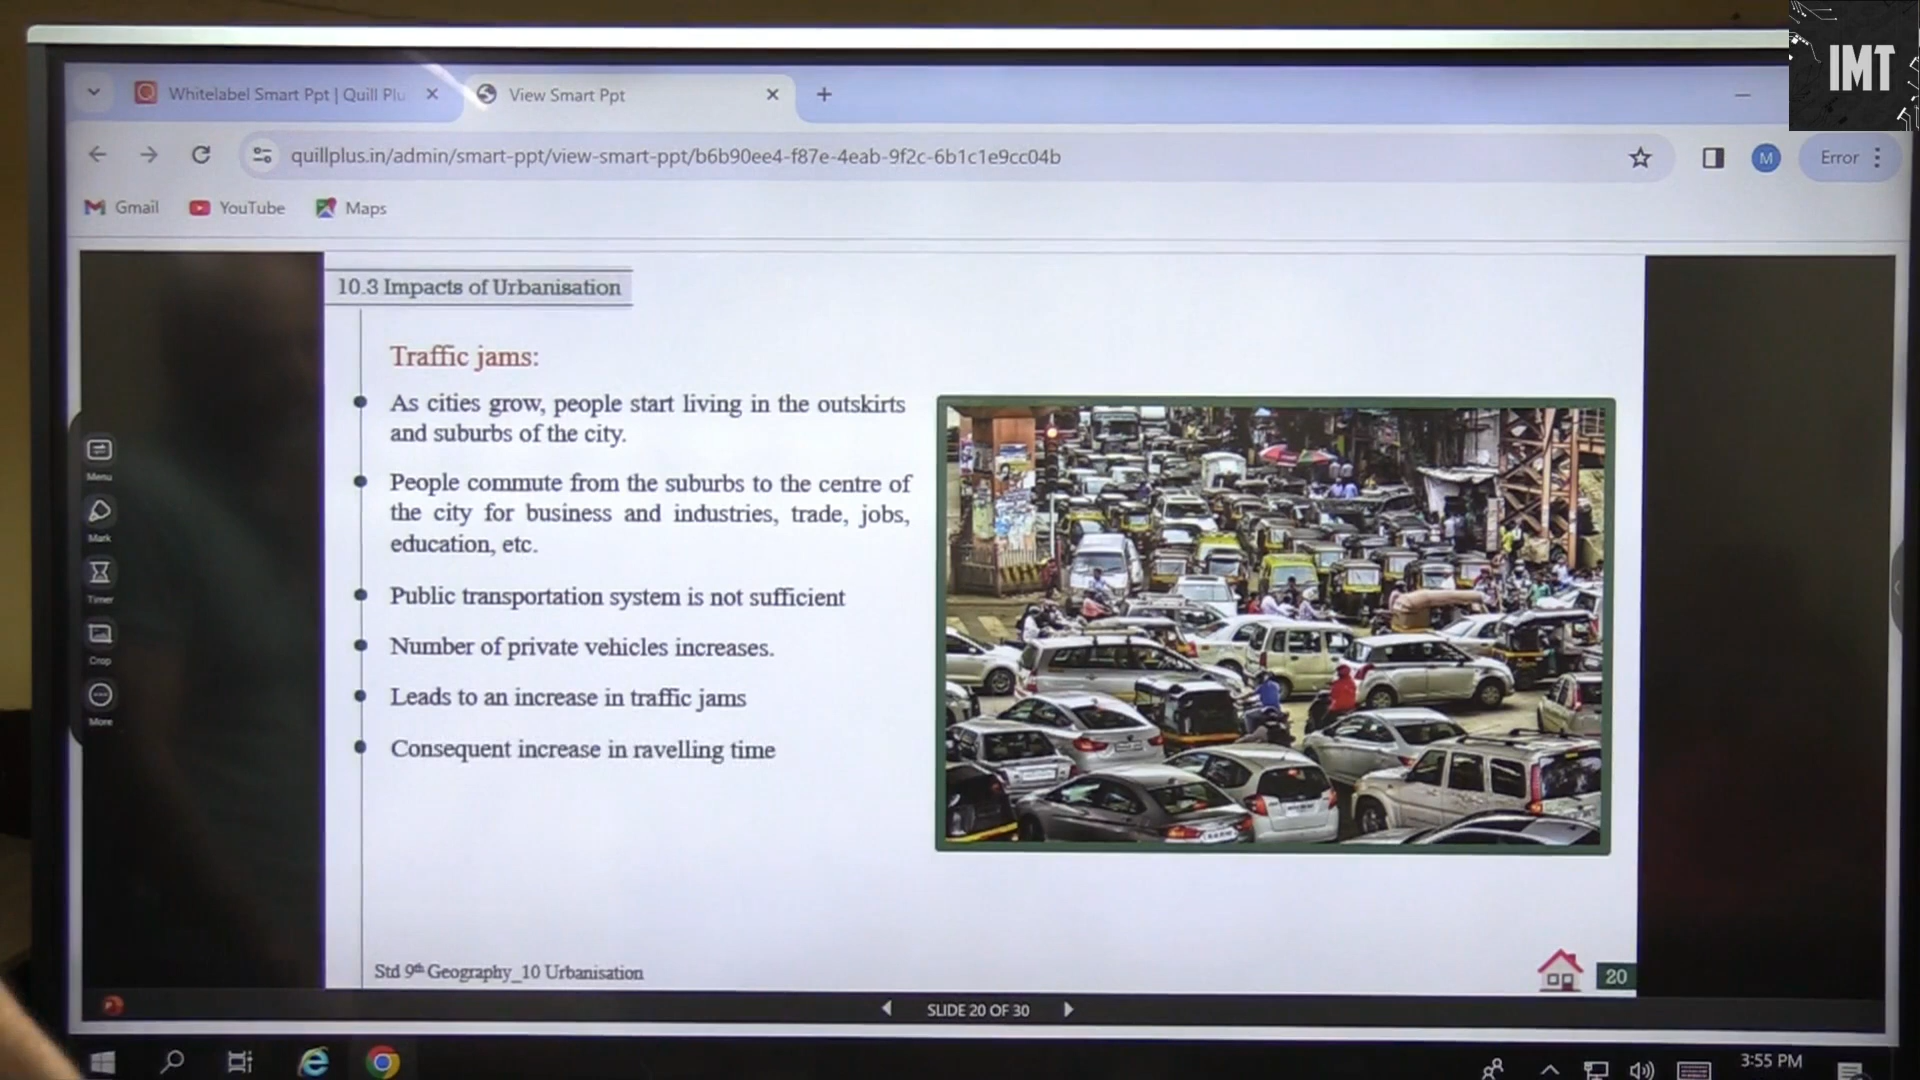 IMT
Whitelabel Smart Ppt | Quill Plu
View Smart Ppt
quillplus.in/admin/smart-ppt/view-smart-ppt/b6b90ee4-f87e-4eab-9f2c-6b1c1e9cc04b
M
Error
Gmail
YouTube
Maps
10.3 Impacts of Urbanisation
Traffic jams:
As cities grow, people start living in the outskirts
and suburbs of the city.
People commute from the suburbs to the centre of
the city for business and industries, trade, jobs,
education, etc.
Public transportation system is not sufficient
Number of private vehicles increases.
Leads to an increase in traffic jams
Consequent increase in ravelling time
Menu
Mark
Timer
Crop
More
Std 9th Geography_10 Urbanisation
20
SLIDE 20 OF 30
3:55 PM